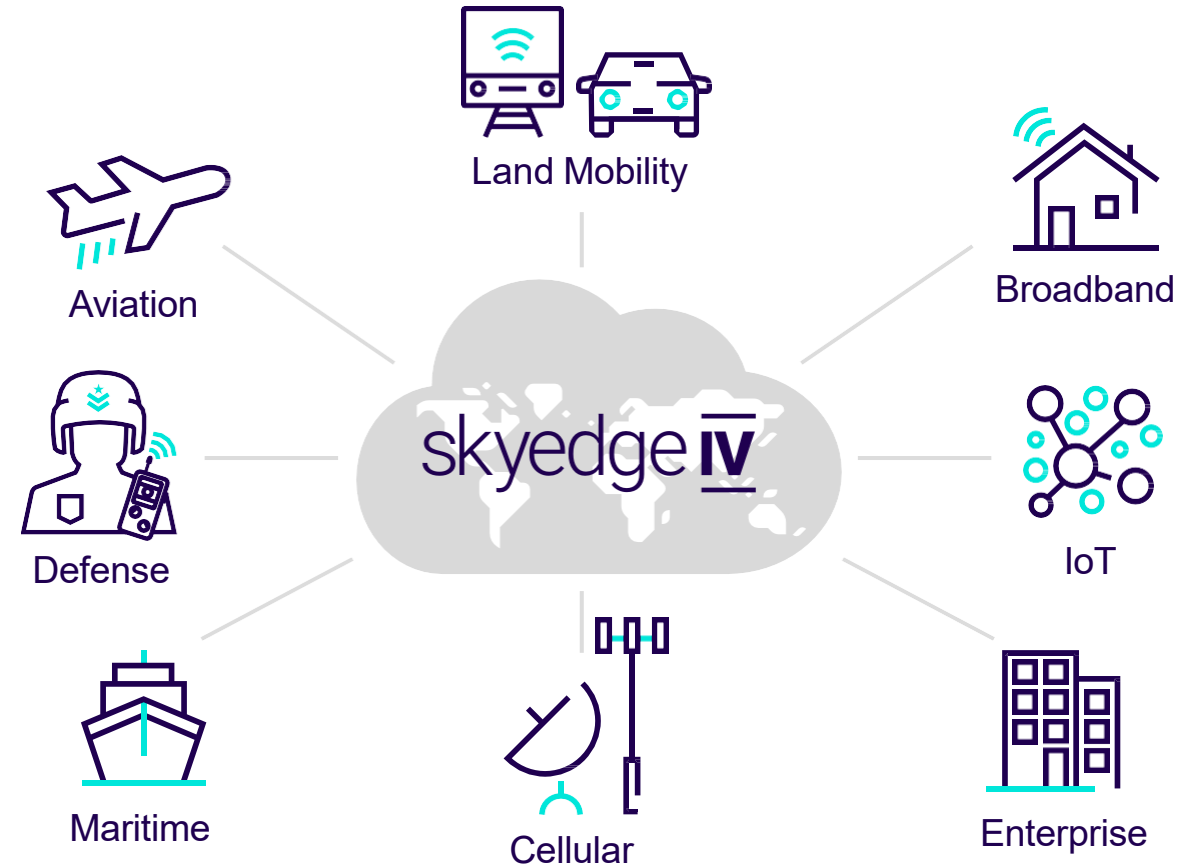 Land Mobility
Aviation
Broadband
skyedge IV
Defense
IoT
Maritime
Cellular
Enterprise